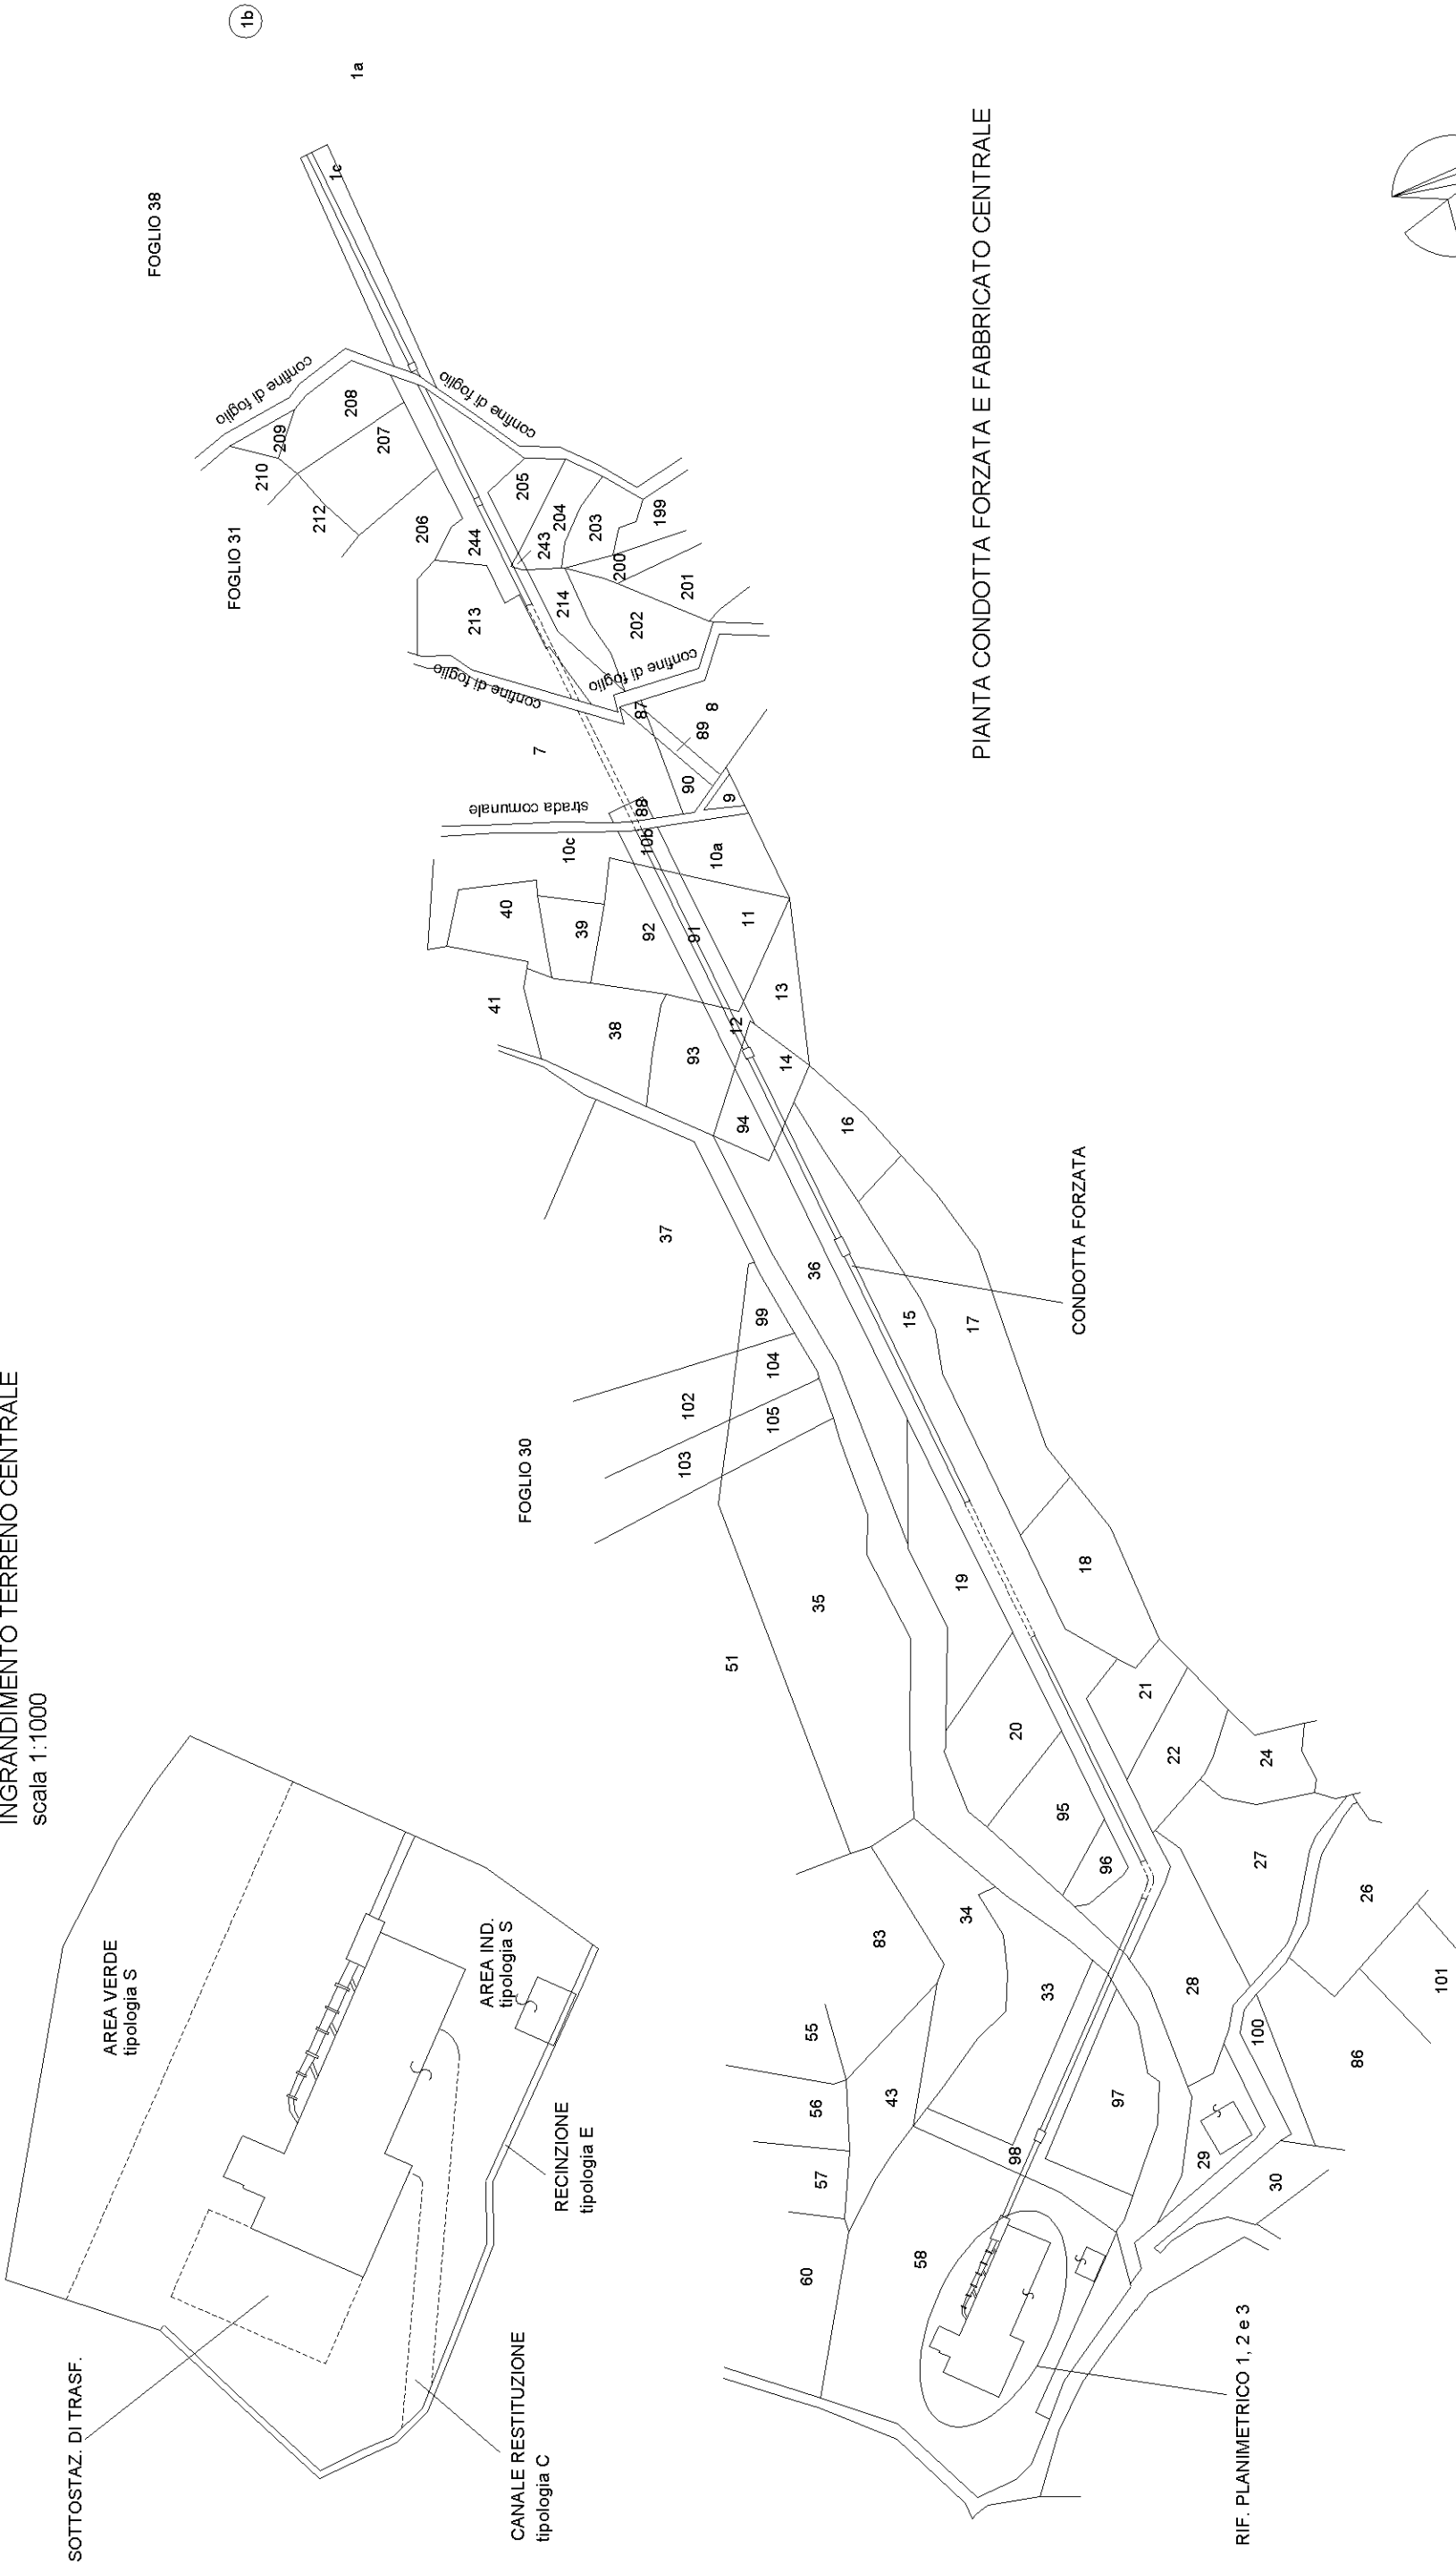 INGRANDIMENTO TERRENO CENTRALE
scala 1:1000
SOTTOSTAZ. DI TRASF.
AREA VERDE
tipologia S
AREA IND.
tipologia S
RECINZIONE
tipologia E
CANALE RESTITUZIONE
tipologia C
FOGLIO 38
1b
1a
1c
FOGLIO 31
confine di foglio
confine di foglio
210
209
208
207
212
206
244
205
204
203
199
243
200
201
213
214
202
confine di foglio
confine di foglio
7
87
8
89
90
9
88
strada comunale
10c
10b
10a
40
39
92
91
11
41
38
93
12
13
94
14
16
37
36
15
17
99
104
102
105
103
FOGLIO 30
CONDOTTA FORZATA
51
35
19
18
20
21
22
24
95
96
27
26
101
83
34
33
28
100
86
55
56
57
43
97
98
29
30
60
58
RIF. PLANIMETRICO 1, 2 e 3
PIANTA CONDOTTA FORZATA E FABBRICATO CENTRALE